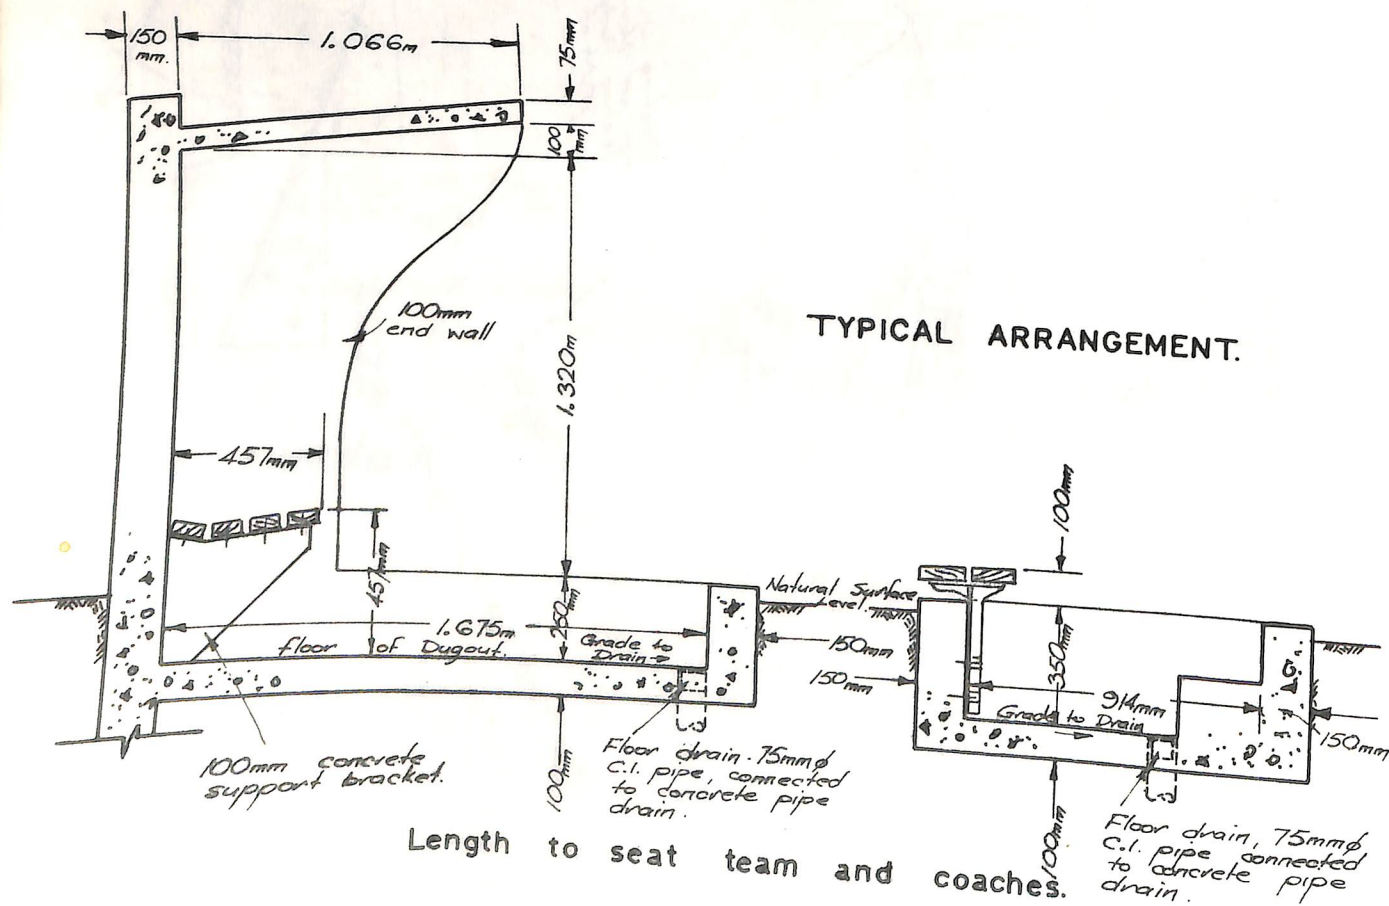 150
mm.
1.066m
75mm
100
mm
100mm
end wall
1.320m
TYPICAL ARRANGEMENT.
457mm
100mm
457mm
250mm
Natural Surface
Level.
1.675m
floor of Dugout.
Grade to
Drain
150mm
150mm
350mm
914mm
Grade to Drain
150mm
100mm concrete
support bracket.
100mm
Floor drain. 75mmø
C.I. pipe, connected
to concrete pipe
drain.
100mm
Floor drain, 75mmø
C.I. pipe connected
to concrete pipe
drain.
Length to seat team and coaches.